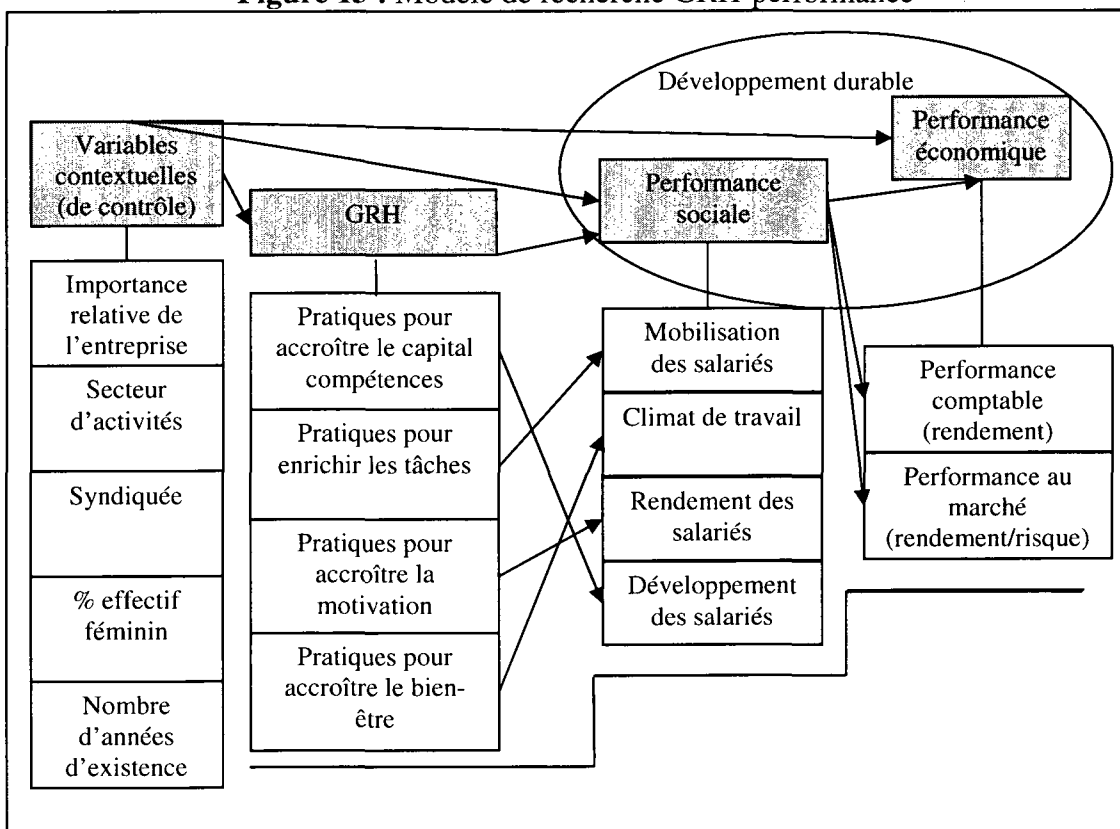 Figure : Modèle de recherche GRH-performance
Développement durable
Variables
contextuelles
(de contrôle)
GRH
Performance
sociale
Performance
économique
Importance
relative de
l'entreprise
Secteur
d'activités
Syndiquée
% effectif
féminin
Nombre
d'années
d'existence
Pratiques pour
accroître le capital
compétences
Pratiques pour
enrichir les tâches
Pratiques pour
accroître la
motivation
Pratiques pour
accroître le bien-
être
Mobilisation
des salariés
Climat de travail
Rendement des
salariés
Développement
des salariés
Performance
comptable
(rendement)
Performance au
marché
(rendement/risque)